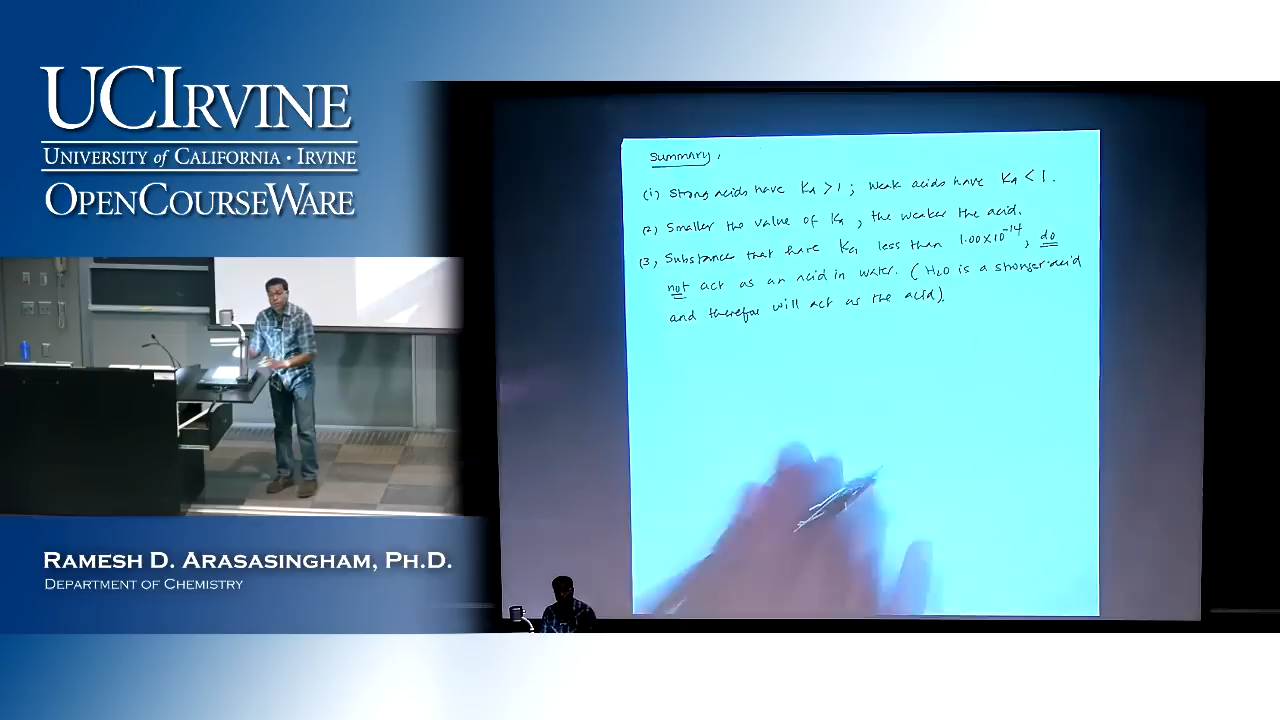 UCIRVINE
UNIVERSITY of CALIFORNIA · IRVINE
OPENCOURSEWARE
RAMESH D. ARASASINGHAM, PH.D.
DEPARTMENT OF CHEMISTRY
Summary,
(1) Strong acids have KA > 1 ; Weak acids have KA < 1 .
(2) Smaller the value of KA , the weaker the acid.
(3) Substance that have KA less than 1.00 x 10^-14, do
not act as an acid in water. ( H2O is a stronger acid
and therefore will act as the acid).